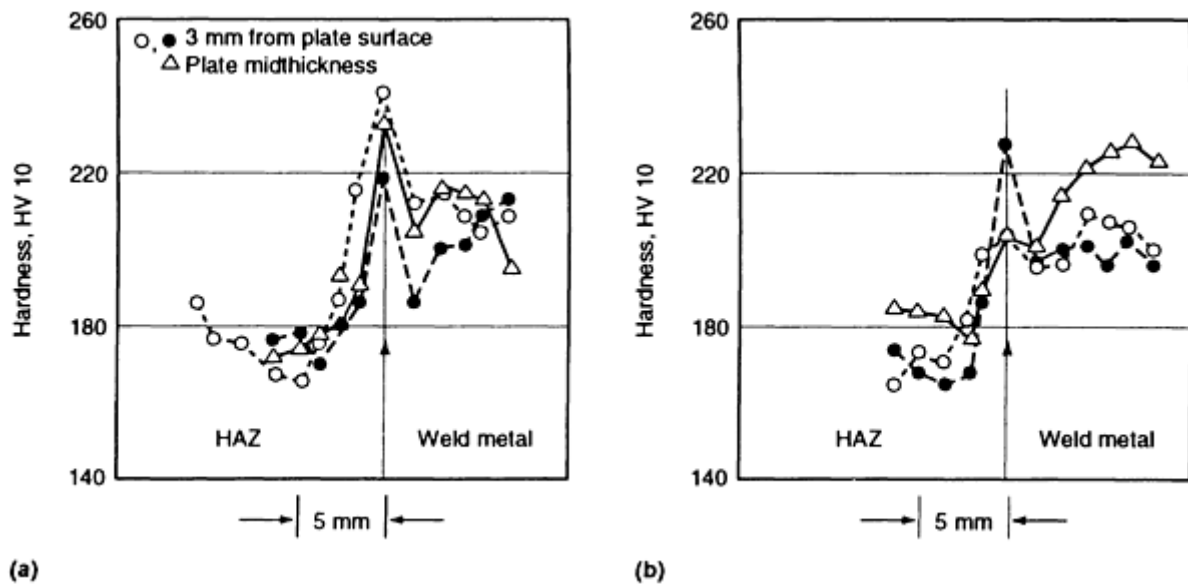 260
○, ● 3 mm from plate surface
△ Plate midthickness
220
180
140
Hardness, HV 10
HAZ
Weld metal
5 mm
(a)
260
220
180
140
Hardness, HV 10
HAZ
Weld metal
5 mm
(b)